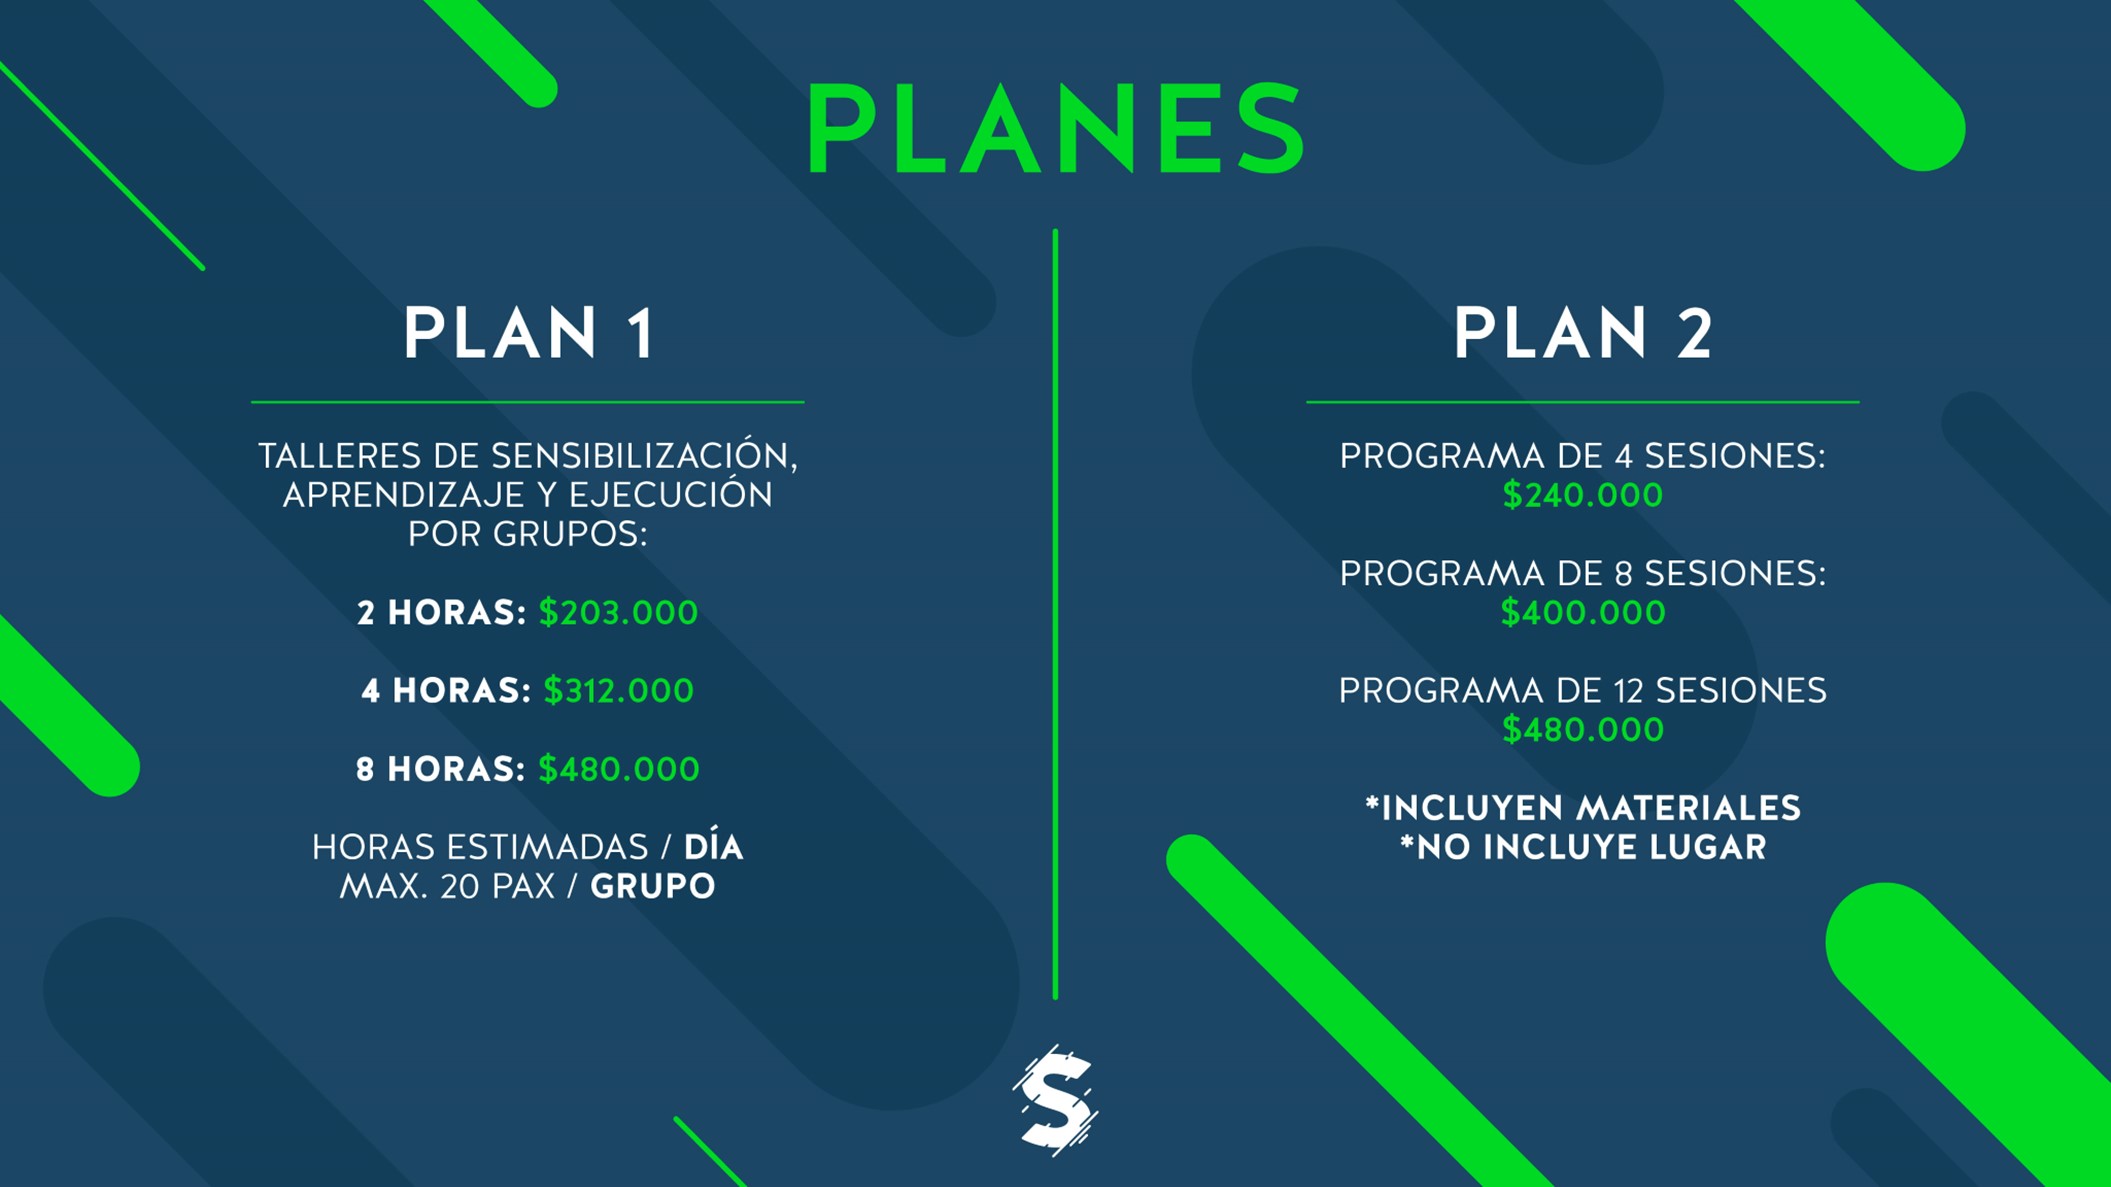 PLANES
PLAN 1
TALLERES DE SENSIBILIZACIÓN,
APRENDIZAJE Y EJECUCIÓN
POR GRUPOS:
2 HORAS: $203.000
4 HORAS: $312.000
8 HORAS: $480.000
HORAS ESTIMADAS / DÍA
MAX. 20 PAX / GRUPO
PLAN 2
PROGRAMA DE 4 SESIONES:
$240.000
PROGRAMA DE 8 SESIONES:
$400.000
PROGRAMA DE 12 SESIONES
$480.000
*INCLUYEN MATERIALES
*NO INCLUYE LUGAR
S